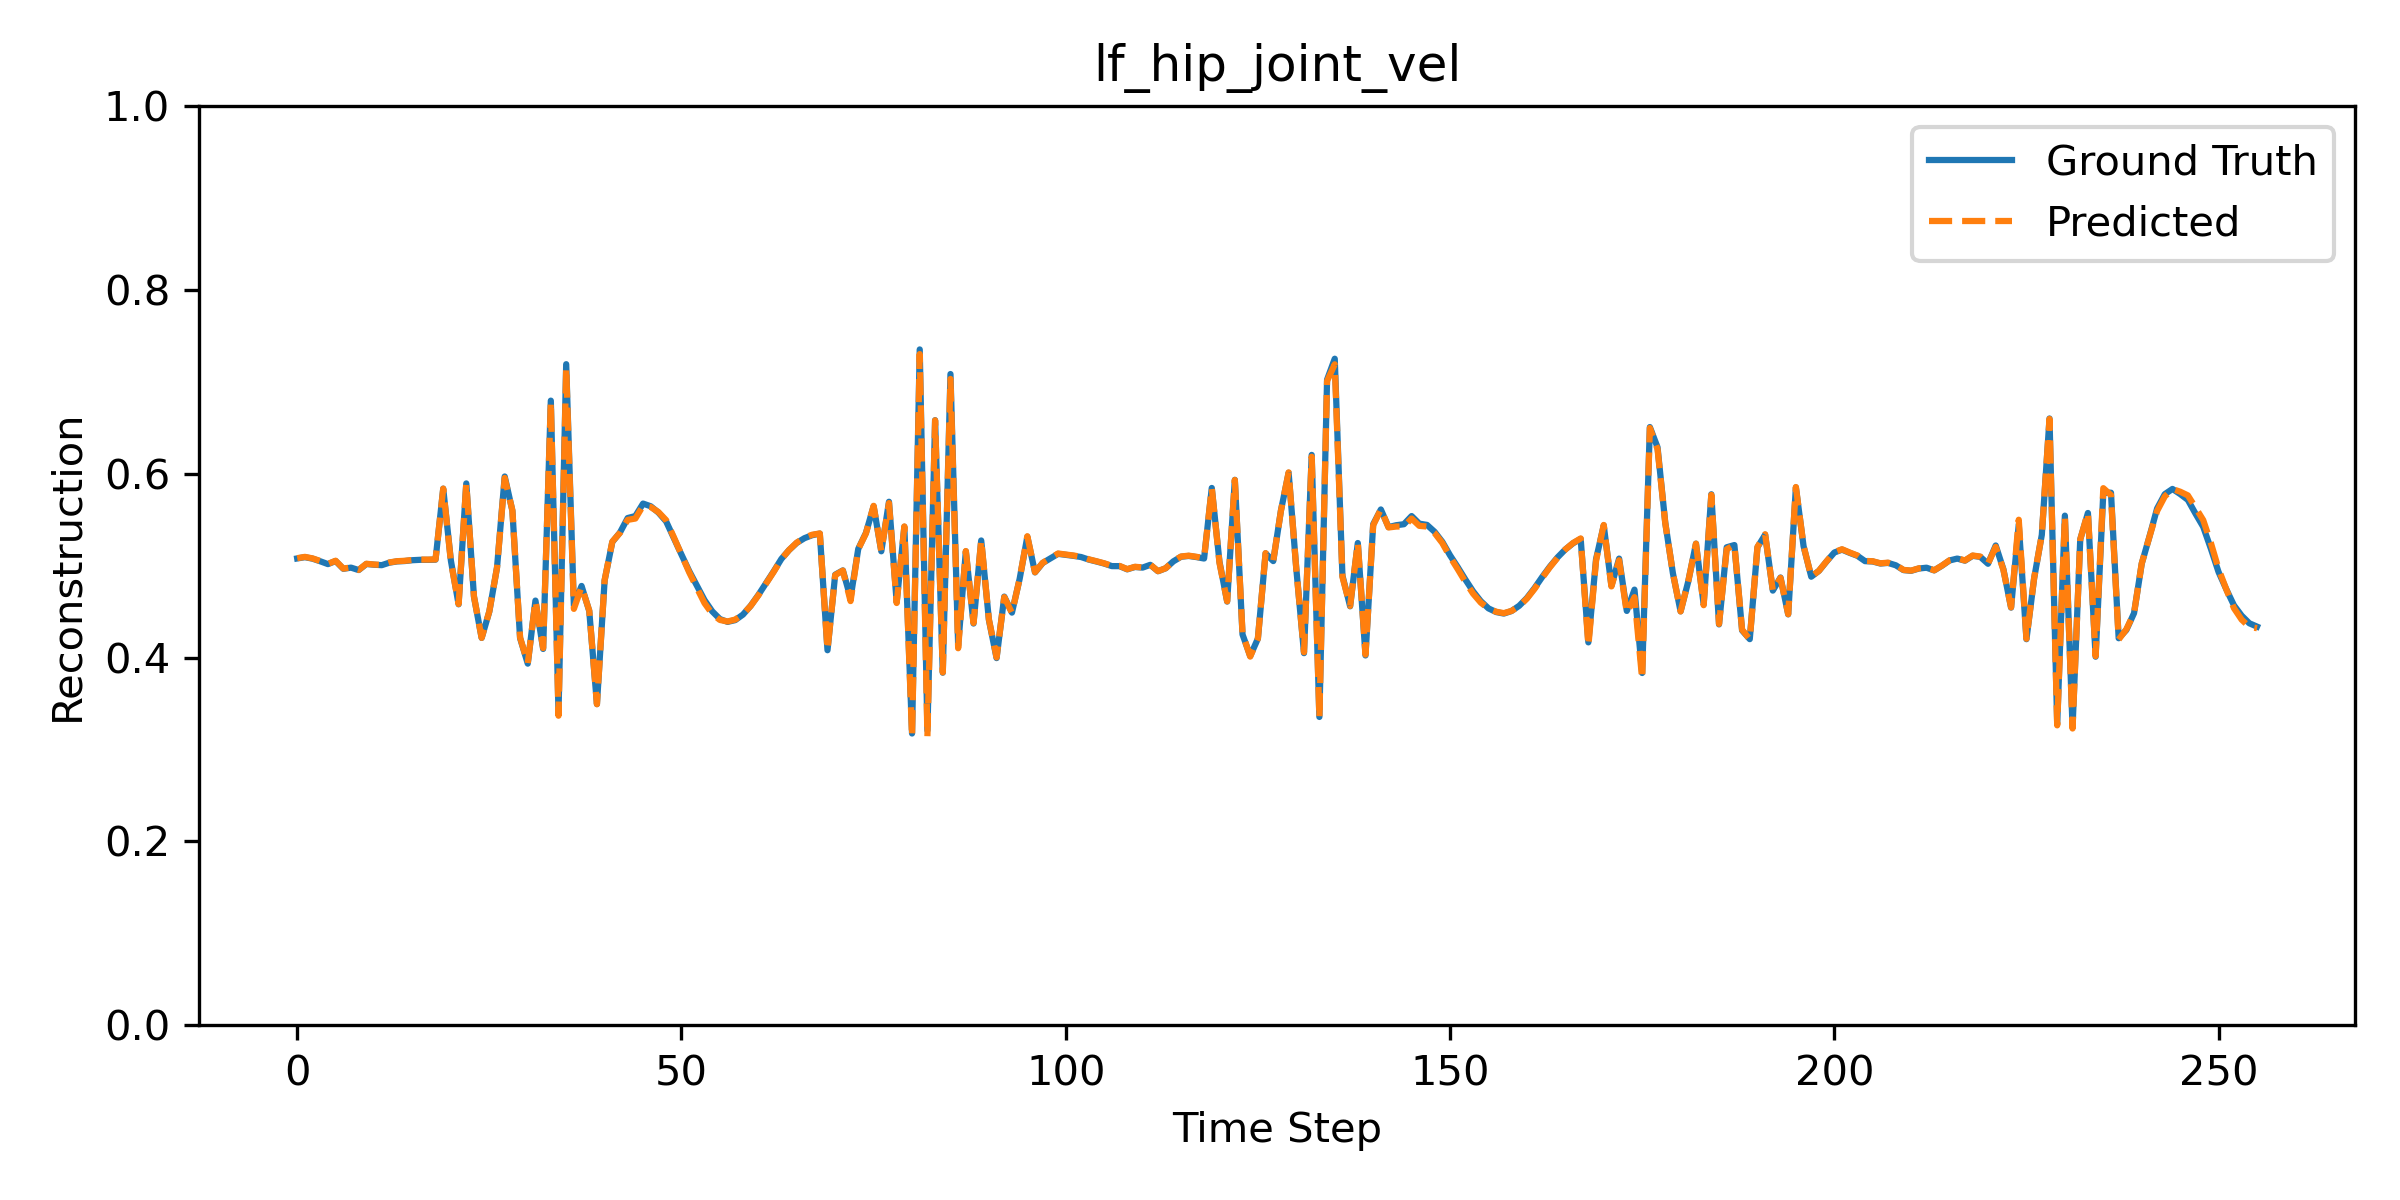 lf_hip_joint_vel
1.0
0.8
0.6
0.4
0.2
0.0
Reconstruction
Ground Truth
Predicted
0 50 100 150 200 250
Time Step